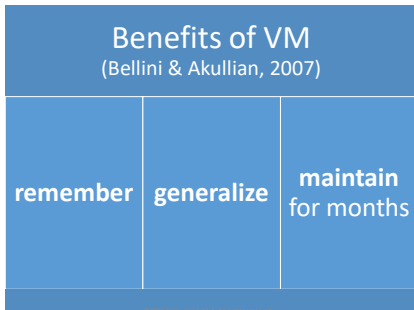 Benefits of VM
(Bellini & Akullian, 2007)
remember
generalize
maintain
for months